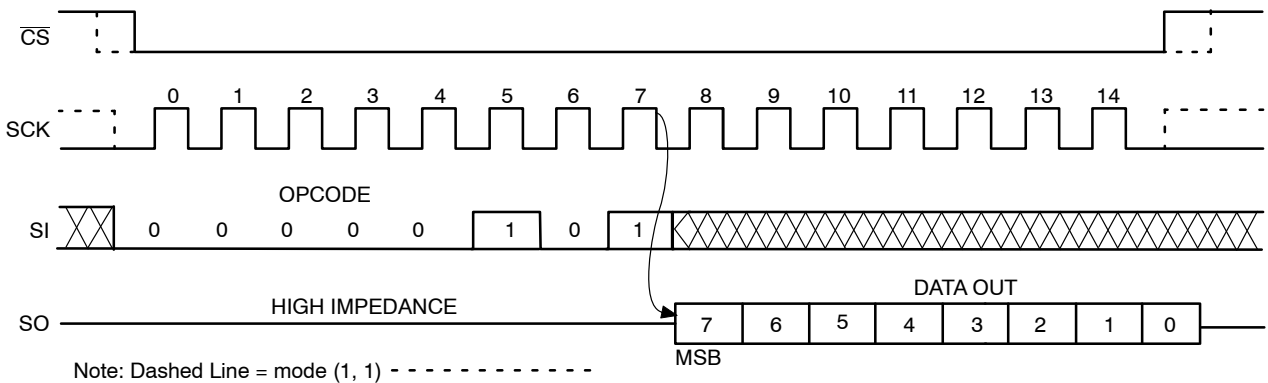 CS
0 1 2 3 4 5 6 7 8 9 10 11 12 13 14
SCK
OPCODE
SI 0 0 0 0 0 1 0 1
DATA OUT
HIGH IMPEDANCE
SO 7 6 5 4 3 2 1 0
MSB
Note: Dashed Line = mode (1, 1)